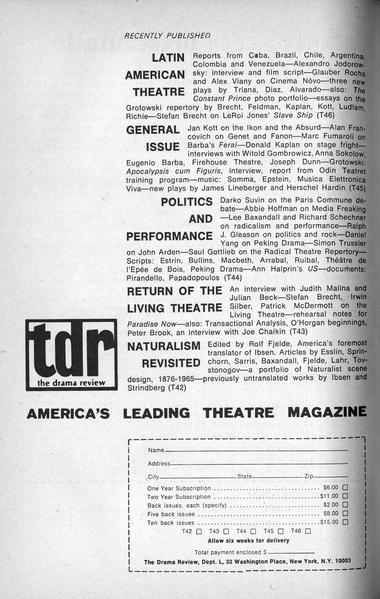 RECENTLY PUBLISHED
LATIN AMERICAN THEATRE
Reports from Cuba, Brazil, Chile, Argentina,
Colombia and Venezuela—Alexandro Jodorow-
sky: interview and film script—Glauber Rocha
and Alex Viany on Cinema Nôvo—three new
plays by Triana, Diaz, Alvarado—also: The
Constant Prince photo portfolio—essays on the
Grotowski repertory by Brecht, Feldman, Kaplan, Kott, Ludlam,
Richie—Stefan Brecht on LeRoi Jones' Slave Ship (T46)
GENERAL ISSUE
Jan Kott on the Ikon and the Absurd—Alan Fran-
covich on Genet and Fanon—Marc Fumaroli on
Barba's Ferai—Donald Kaplan on stage fright—
interviews with Witold Gombrowicz, Anna Sokolow,
Eugenio Barba, Firehouse Theatre, Joseph Dunn—Grotowski:
Apocalypsis cum Figuris, interview, report from Odin Teatret
training program—music: Somma, Epstein, Musica Elettronica
Viva—new plays by James Lineberger and Herschel Hardin (T45)
POLITICS AND PERFORMANCE
Darko Suvin on the Paris Commune de-
bate—Abbie Hoffman on Media Freaking
—Lee Baxandall and Richard Schechner
on radicalism and performance—Ralph
J. Gleason on politics and rock—Daniel
Yang on Peking Drama—Simon Trussler
on John Arden—Saul Gottlieb on the Radical Theatre Repertory—
Scripts: Estrin, Bullins, Macbeth, Arrabal, Ruibal, Théâtre de
l'Epée de Bois, Peking Drama—Ann Halprin's US—documents:
Pirandello, Papadopoulos (T44)
RETURN OF THE LIVING THEATRE
An interview with Judith Malina and
Julian Beck—Stefan Brecht, Irwin
Silber, Patrick McDermott on the
Living Theatre—rehearsal notes for
Paradise Now—also: Transactional Analysis, O'Horgan beginnings,
Peter Brook, an interview with Joe Chaikin (T43)
NATURALISM REVISITED
Edited by Rolf Fjelde, America's foremost
translator of Ibsen. Articles by Esslin, Sprin-
chorn, Sarris, Baxandall, Fjelde, Lahr, Tov-
stonogov—a portfolio of Naturalist scene
design, 1876-1965—previously untranslated works by Ibsen and
Strindberg (T42)
tdr
the drama review
AMERICA'S LEADING THEATRE MAGAZINE
Name
Address
City State Zip
One Year Subscription $6.00
Two Year Subscription $11.00
Back issues, each (specify) $2.00
Five back issues $8.00
Ten back issues $15.00
T42 T43 T44 T45 T46
Allow six weeks for delivery
Total payment enclosed $
The Drama Review, Dept. L, 32 Washington Place, New York, N.Y. 10003